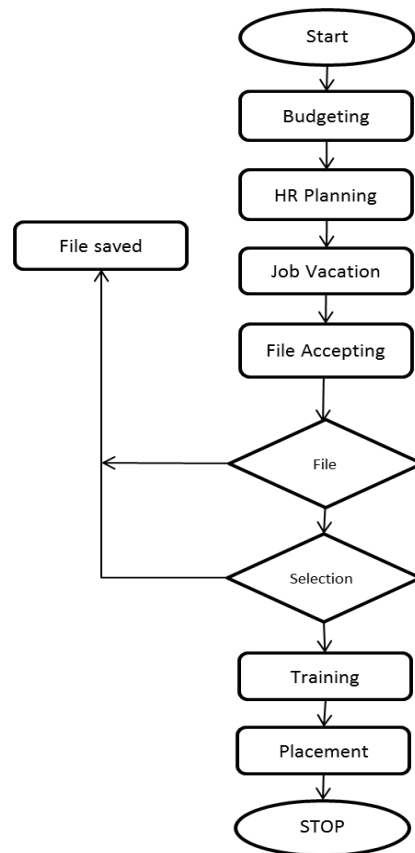 Start
Budgeting
HR Planning
File saved
Job Vacation
File Accepting
File
Selection
Training
Placement
STOP